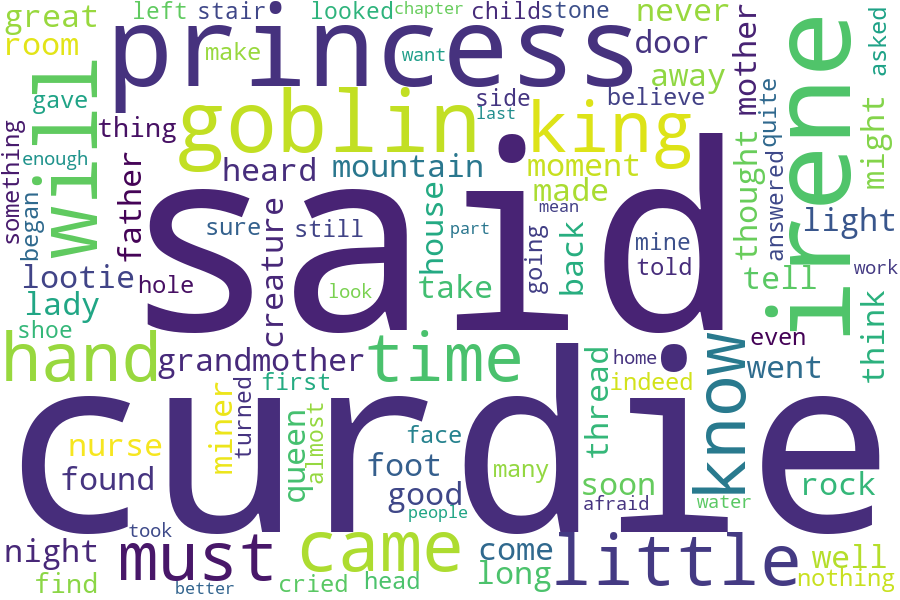 great
left
stair
looked
chapter
child
stone
never
room
princess
make
want
door
mother
irene
asked
will
gave
goblin
side
last
believe
away
quite
king
thing
something
enough
began
father
heard
mountain
moment
made
might
said
thought
answered
light
creature
sure
still
house
part
mean
going
back
mine
told
tell
work
lootie
hole
look
take
lady
shoe
hand
grandmother
time
first
turned
home
indeed
know
even
went
think
thread
nurse
miner
queen
almost
face
foot
many
found
good
people
soon
afraid
water
rock
curdie
night
took
must
came
come
long
little
well
nothing
find
better
cried
head